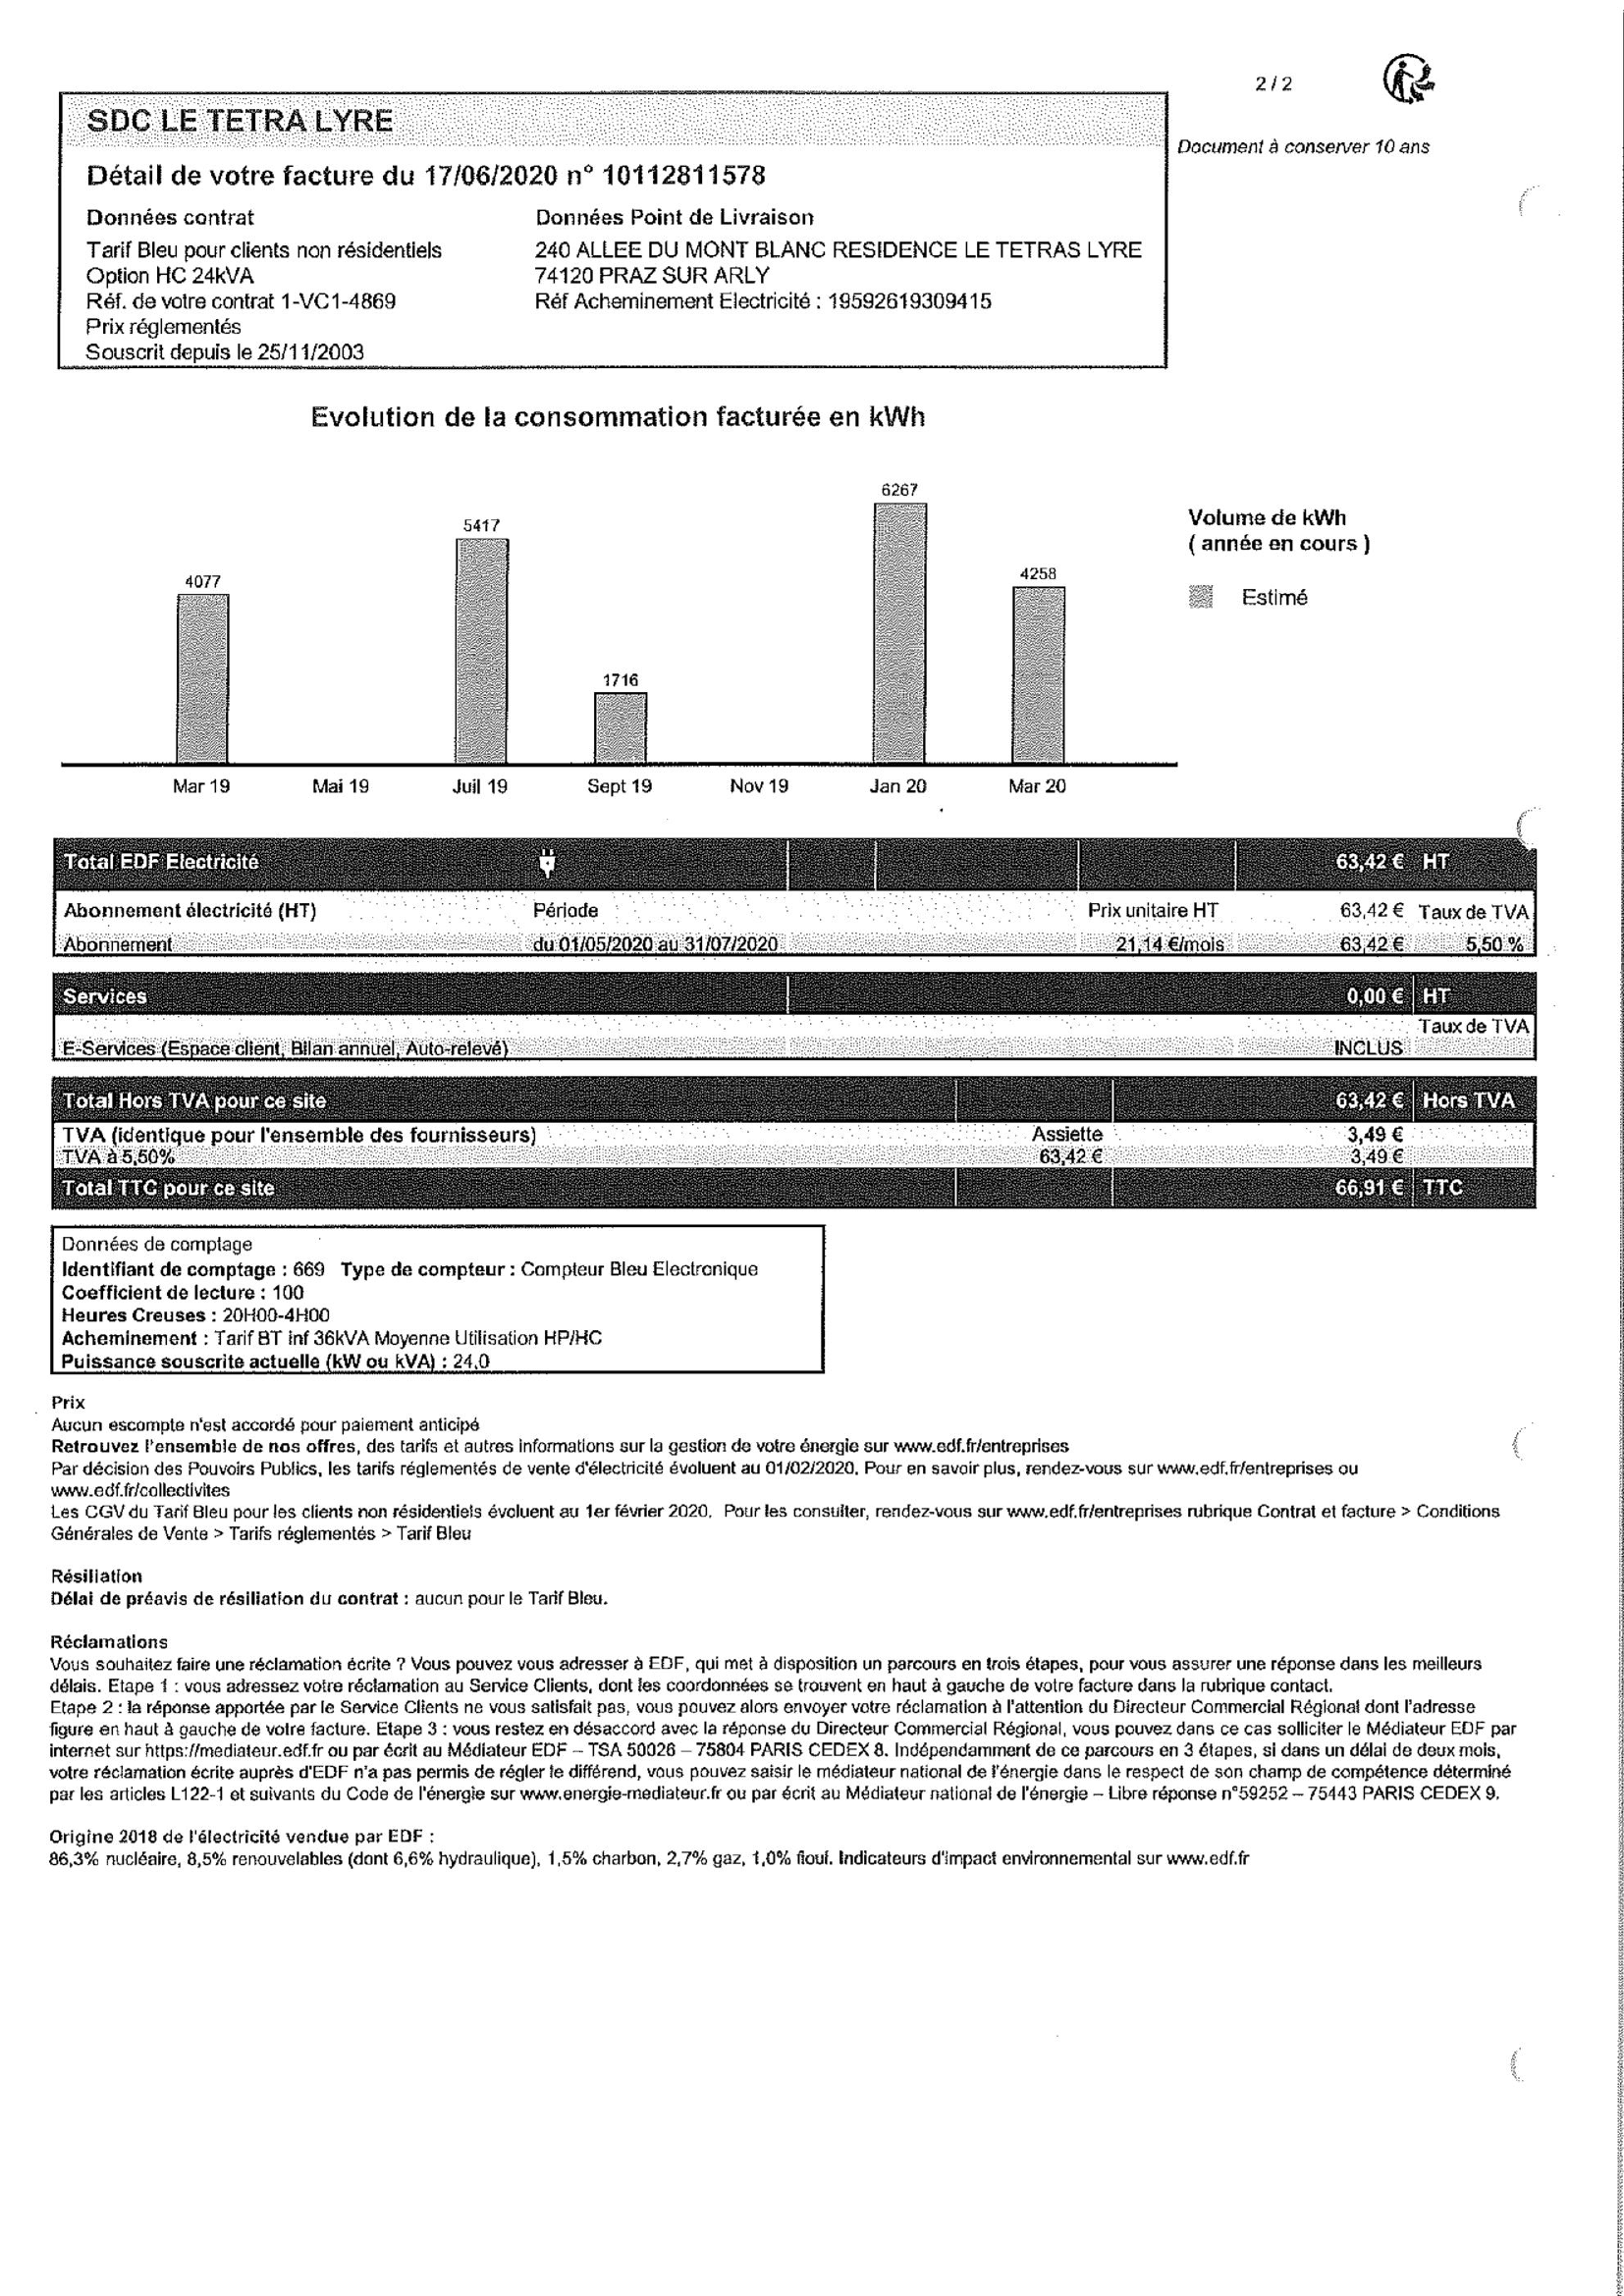 2 / 2
SDC LE TETRA LYRE
Document à conserver 10 ans
Détail de votre facture du 17/06/2020 n° 10112811578
Données contrat
Tarif Bleu pour clients non résidentiels
Option HC 24kVA
Réf. de votre contrat 1-VC1-4869
Prix réglementés
Souscrit depuis le 25/11/2003
Données Point de Livraison
240 ALLEE DU MONT BLANC RESIDENCE LE TETRAS LYRE
74120 PRAZ SUR ARLY
Réf Acheminement Electricité : 19592619309415
Evolution de la consommation facturée en kWh
4077
5417
1716
6267
4258
Mar 19 Mai 19 Juil 19 Sept 19 Nov 19 Jan 20 Mar 20
Volume de kWh
( année en cours )
Estimé
Total EDF Electricité 63,42 € HT
Abonnement électricité (HT) Période Prix unitaire HT 63,42 € Taux de TVA
Abonnement du 01/05/2020 au 31/07/2020 21,14 €/mois 63,42 € 5,50 %
Services 0,00 € HT
Taux de TVA
E-Services (Espace client, Bilan annuel, Auto-relevé) INCLUS
Total Hors TVA pour ce site 63,42 € Hors TVA
TVA (identique pour l'ensemble des fournisseurs) Assiette 3,49 €
TVA à 5,50% 63,42 € 3,49 €
Total TTC pour ce site 66,91 € TTC
Données de comptage
Identifiant de comptage : 669 Type de compteur : Compteur Bleu Electronique
Coefficient de lecture : 100
Heures Creuses : 20H00-4H00
Acheminement : Tarif BT inf 36kVA Moyenne Utilisation HP/HC
Puissance souscrite actuelle (kW ou kVA) : 24,0
Prix
Aucun escompte n'est accordé pour paiement anticipé
Retrouvez l'ensemble de nos offres, des tarifs et autres informations sur la gestion de votre énergie sur www.edf.fr/entreprises
Par décision des Pouvoirs Publics, les tarifs réglementés de vente d'électricité évoluent au 01/02/2020. Pour en savoir plus, rendez-vous sur www.edf.fr/entreprises ou
www.edf.fr/collectivites
Les CGV du Tarif Bleu pour les clients non résidentiels évoluent au 1er février 2020. Pour les consulter, rendez-vous sur www.edf.fr/entreprises rubrique Contrat et facture > Conditions
Générales de Vente > Tarifs réglementés > Tarif Bleu
Résiliation
Délai de préavis de résiliation du contrat : aucun pour le Tarif Bleu.
Réclamations
Vous souhaitez faire une réclamation écrite ? Vous pouvez vous adresser à EDF, qui met à disposition un parcours en trois étapes, pour vous assurer une réponse dans les meilleurs
délais. Etape 1 : vous adressez votre réclamation au Service Clients, dont les coordonnées se trouvent en haut à gauche de votre facture dans la rubrique contact.
Etape 2 : la réponse apportée par le Service Clients ne vous satisfait pas, vous pouvez alors envoyer votre réclamation à l'attention du Directeur Commercial Régional dont l'adresse
figure en haut à gauche de votre facture. Etape 3 : vous restez en désaccord avec la réponse du Directeur Commercial Régional, vous pouvez dans ce cas solliciter le Médiateur EDF par
internet sur https://mediateur.edf.fr ou par écrit au Médiateur EDF – TSA 50026 – 75804 PARIS CEDEX 8. Indépendamment de ce parcours en 3 étapes, si dans un délai de deux mois,
votre réclamation écrite auprès d'EDF n'a pas permis de régler le différend, vous pouvez saisir le médiateur national de l'énergie dans le respect de son champ de compétence déterminé
par les articles L122-1 et suivants du Code de l'énergie sur www.energie-mediateur.fr ou par écrit au Médiateur national de l'énergie – Libre réponse n°59252 – 75443 PARIS CEDEX 9.
Origine 2018 de l'électricité vendue par EDF :
86,3% nucléaire, 8,5% renouvelables (dont 6,6% hydraulique), 1,5% charbon, 2,7% gaz, 1,0% fioul. Indicateurs d'impact environnemental sur www.edf.fr